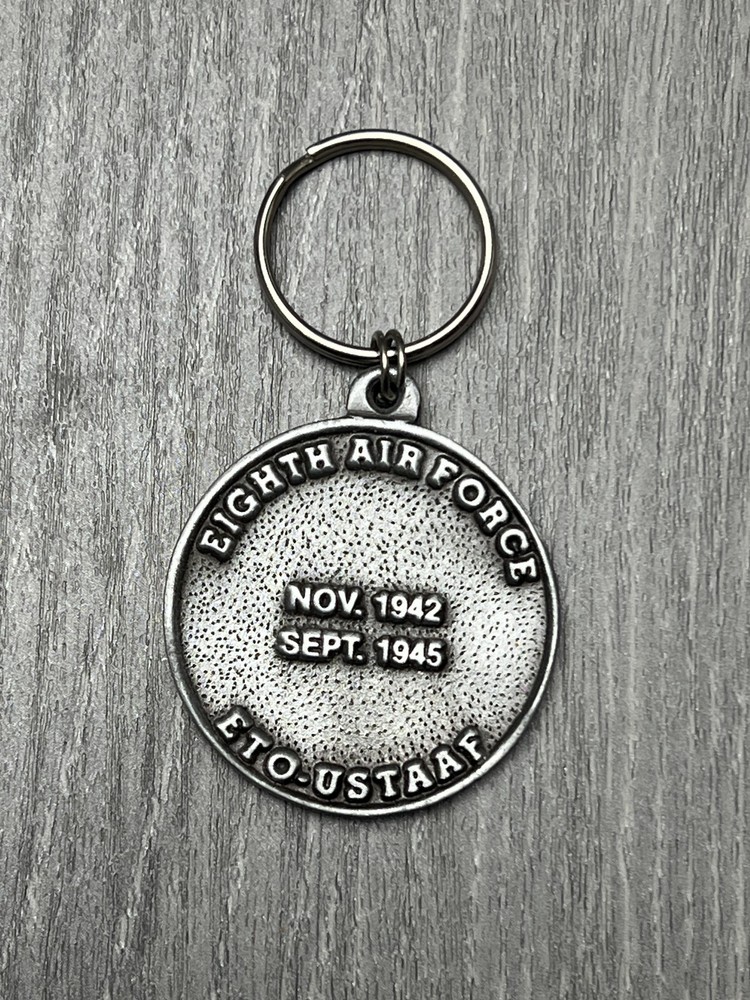 EIGHTH AIR FORCE
NOV. 1942
SEPT. 1945
ETO-USTAAF